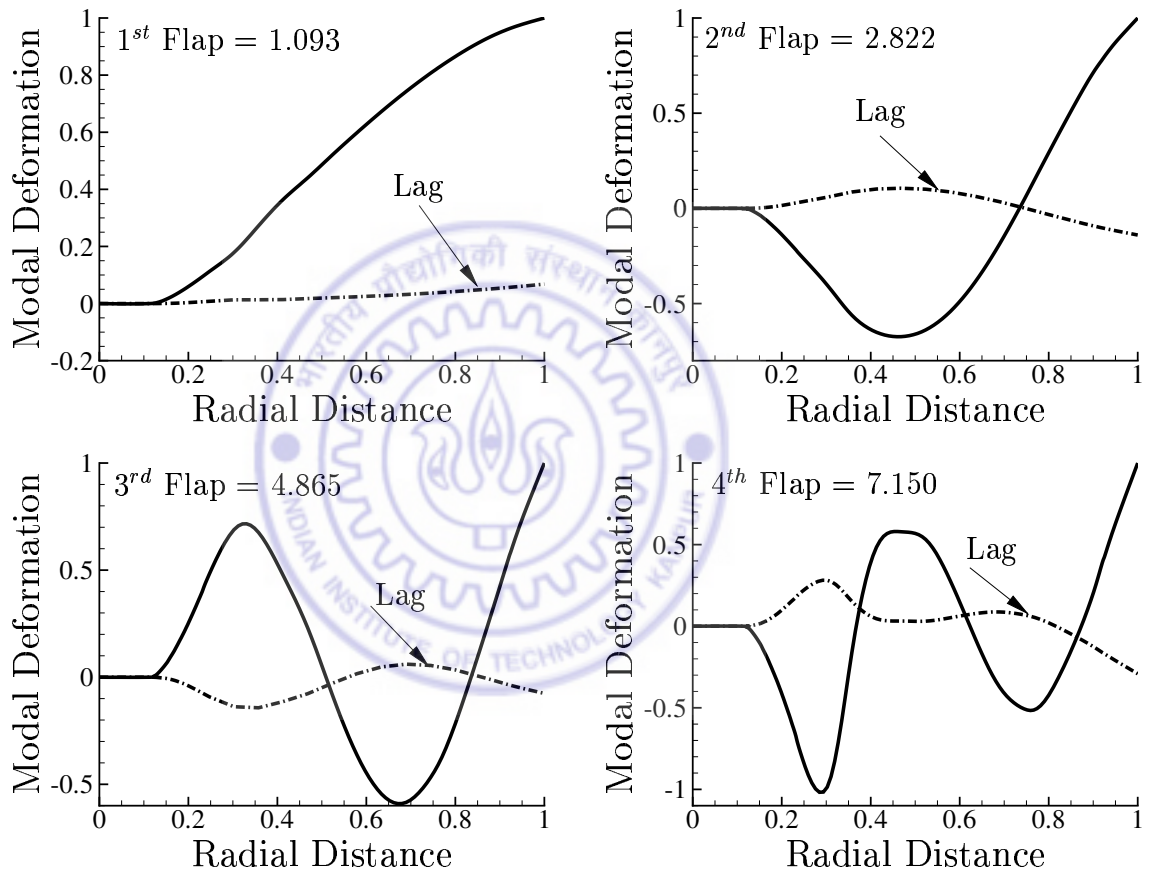 1st Flap = 1.093
Lag
Modal Deformation
1
0.8
0.6
0.4
0.2
0
-0.2
0 0.2 0.4 0.6 0.8 1
Radial Distance
2nd Flap = 2.822
Lag
Modal Deformation
1
0.5
0
-0.5
0 0.2 0.4 0.6 0.8 1
Radial Distance
3rd Flap = 4.865
Lag
Modal Deformation
1
0.5
0
-0.5
0 0.2 0.4 0.6 0.8 1
Radial Distance
4th Flap = 7.150
Lag
Modal Deformation
1
0.5
0
-0.5
-1
0 0.2 0.4 0.6 0.8 1
Radial Distance
भारतीय प्रौद्योगिकी संस्थान कानपुर
INDIAN INSTITUTE OF TECHNOLOGY KANPUR